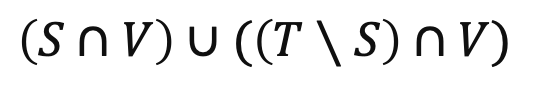 (S ∩ V) ∪ ((T \ S) ∩ V)